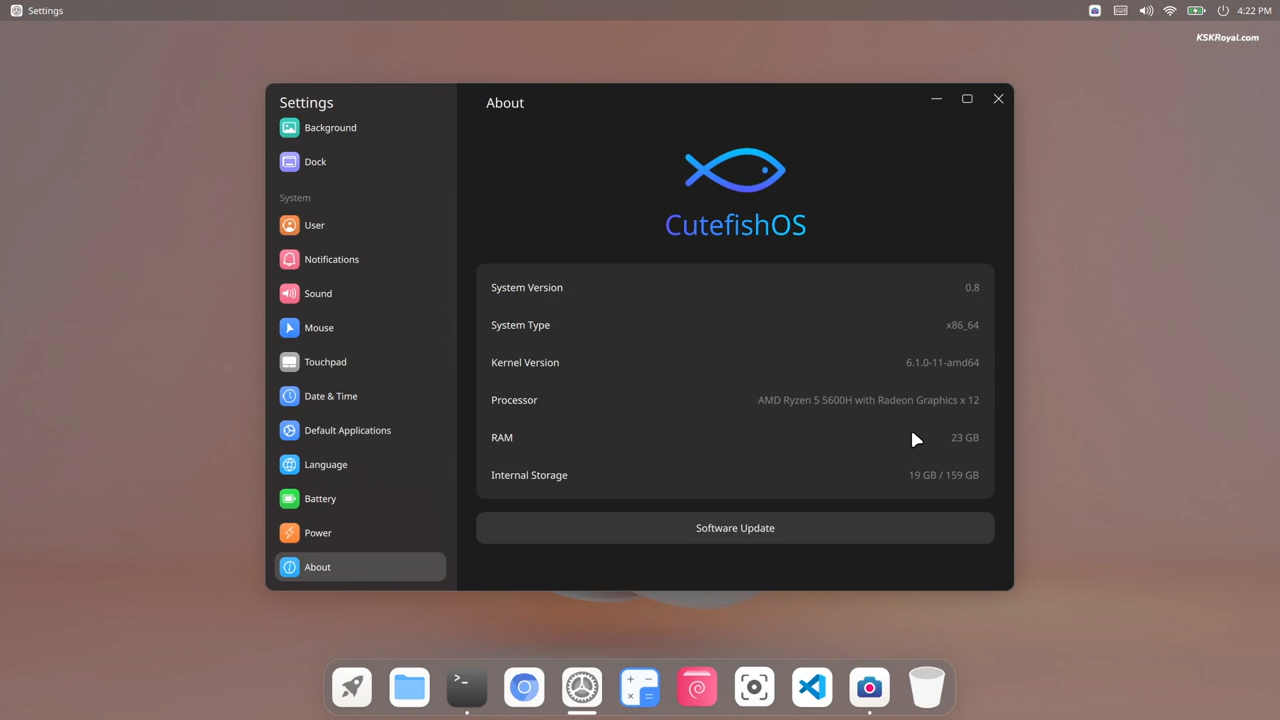 Settings
4:22 PM
KSKRoyal.com
Settings
Background
Dock
System
User
Notifications
Sound
Mouse
Touchpad
Date & Time
Default Applications
Language
Battery
Power
About
About
CutefishOS
System Version 0.8
System Type x86_64
Kernel Version 6.1.0-11-amd64
Processor AMD Ryzen 5 5600H with Radeon Graphics x 12
RAM 23 GB
Internal Storage 19 GB / 159 GB
Software Update